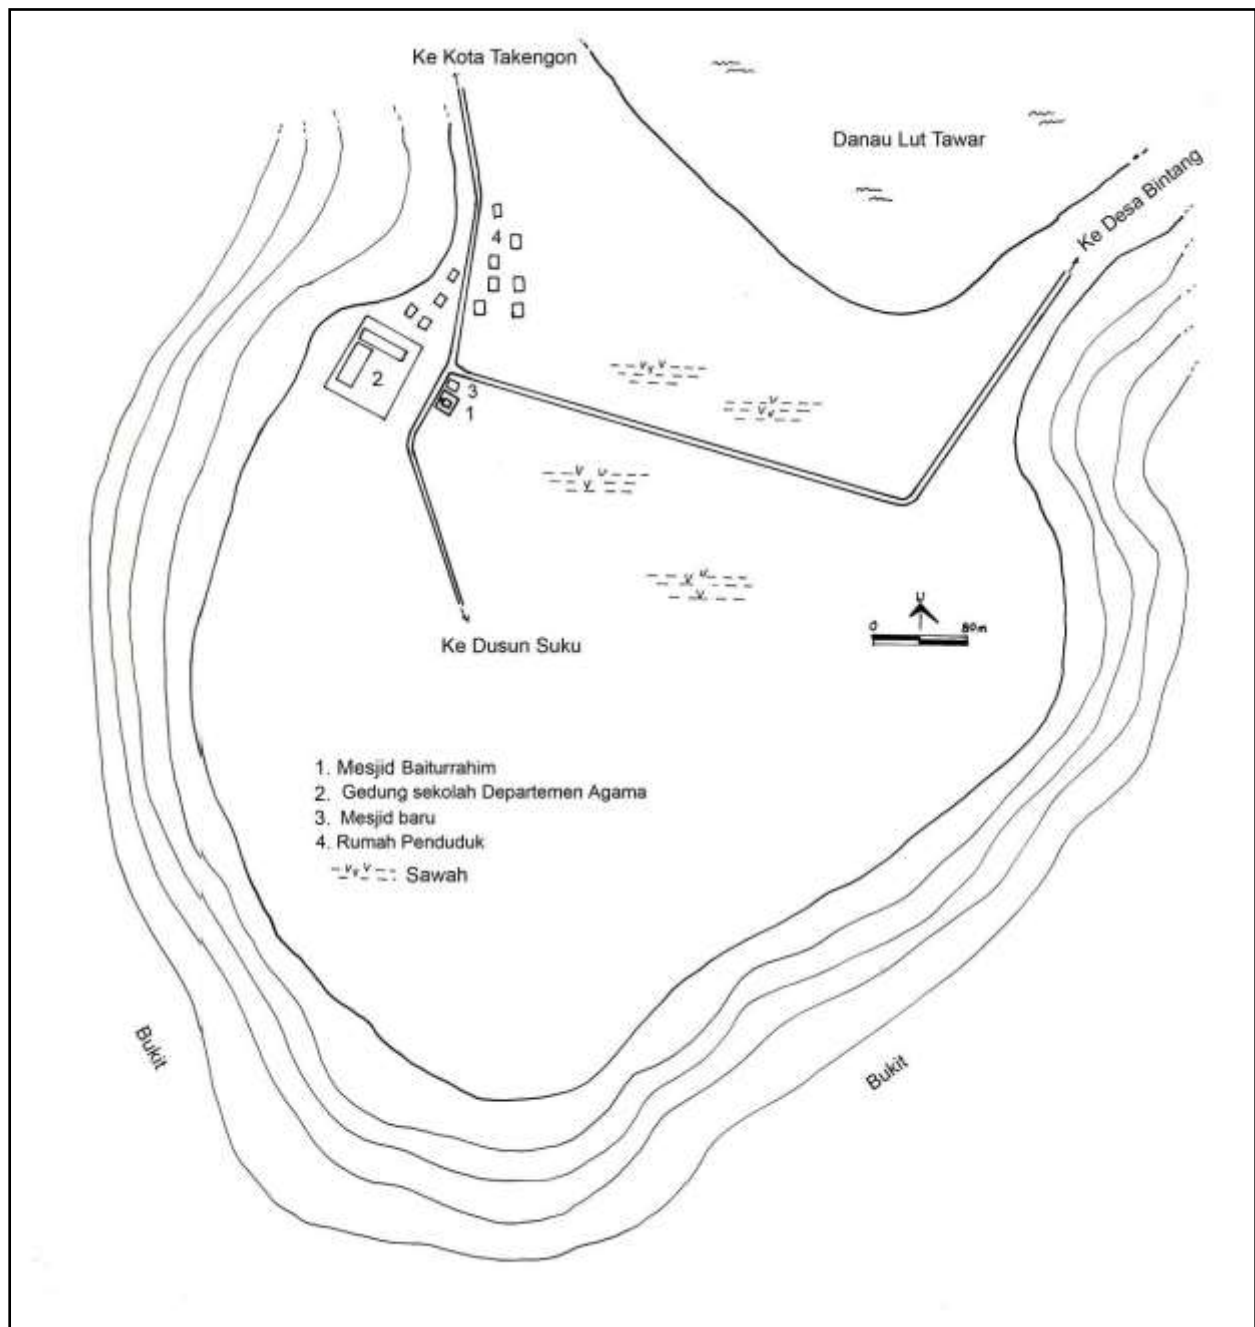 Ke Kota Takengon
Danau Lut Tawar
Ke Desa Bintang
4
2
3
1
U
0 80m
Ke Dusun Suku
1. Mesjid Baiturrahim
2. Gedung sekolah Departemen Agama
3. Mesjid baru
4. Rumah Penduduk
Sawah
Bukit
Bukit